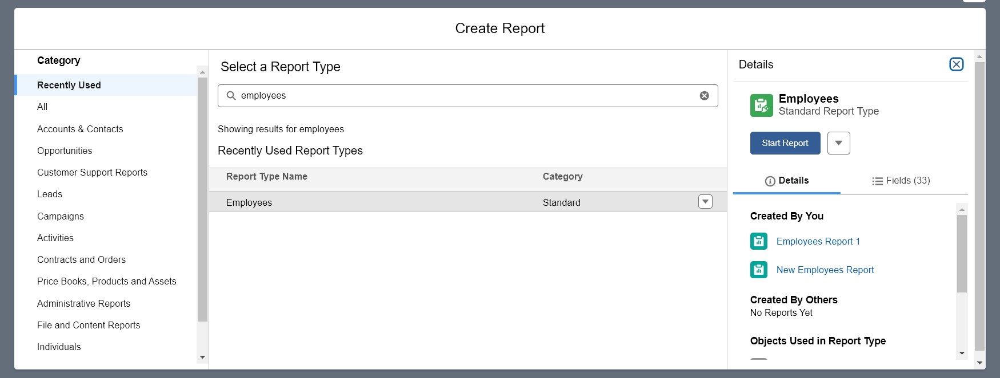 Create Report
Category
Recently Used
All
Accounts & Contacts
Opportunities
Customer Support Reports
Leads
Campaigns
Activities
Contracts and Orders
Price Books, Products and Assets
Administrative Reports
File and Content Reports
Individuals
Select a Report Type
employees
Showing results for employees
Recently Used Report Types
Report Type Name Category
Employees Standard
Details
Employees
Standard Report Type
Start Report
Details Fields (33)
Created By You
Employees Report 1
New Employees Report
Created By Others
No Reports Yet
Objects Used in Report Type